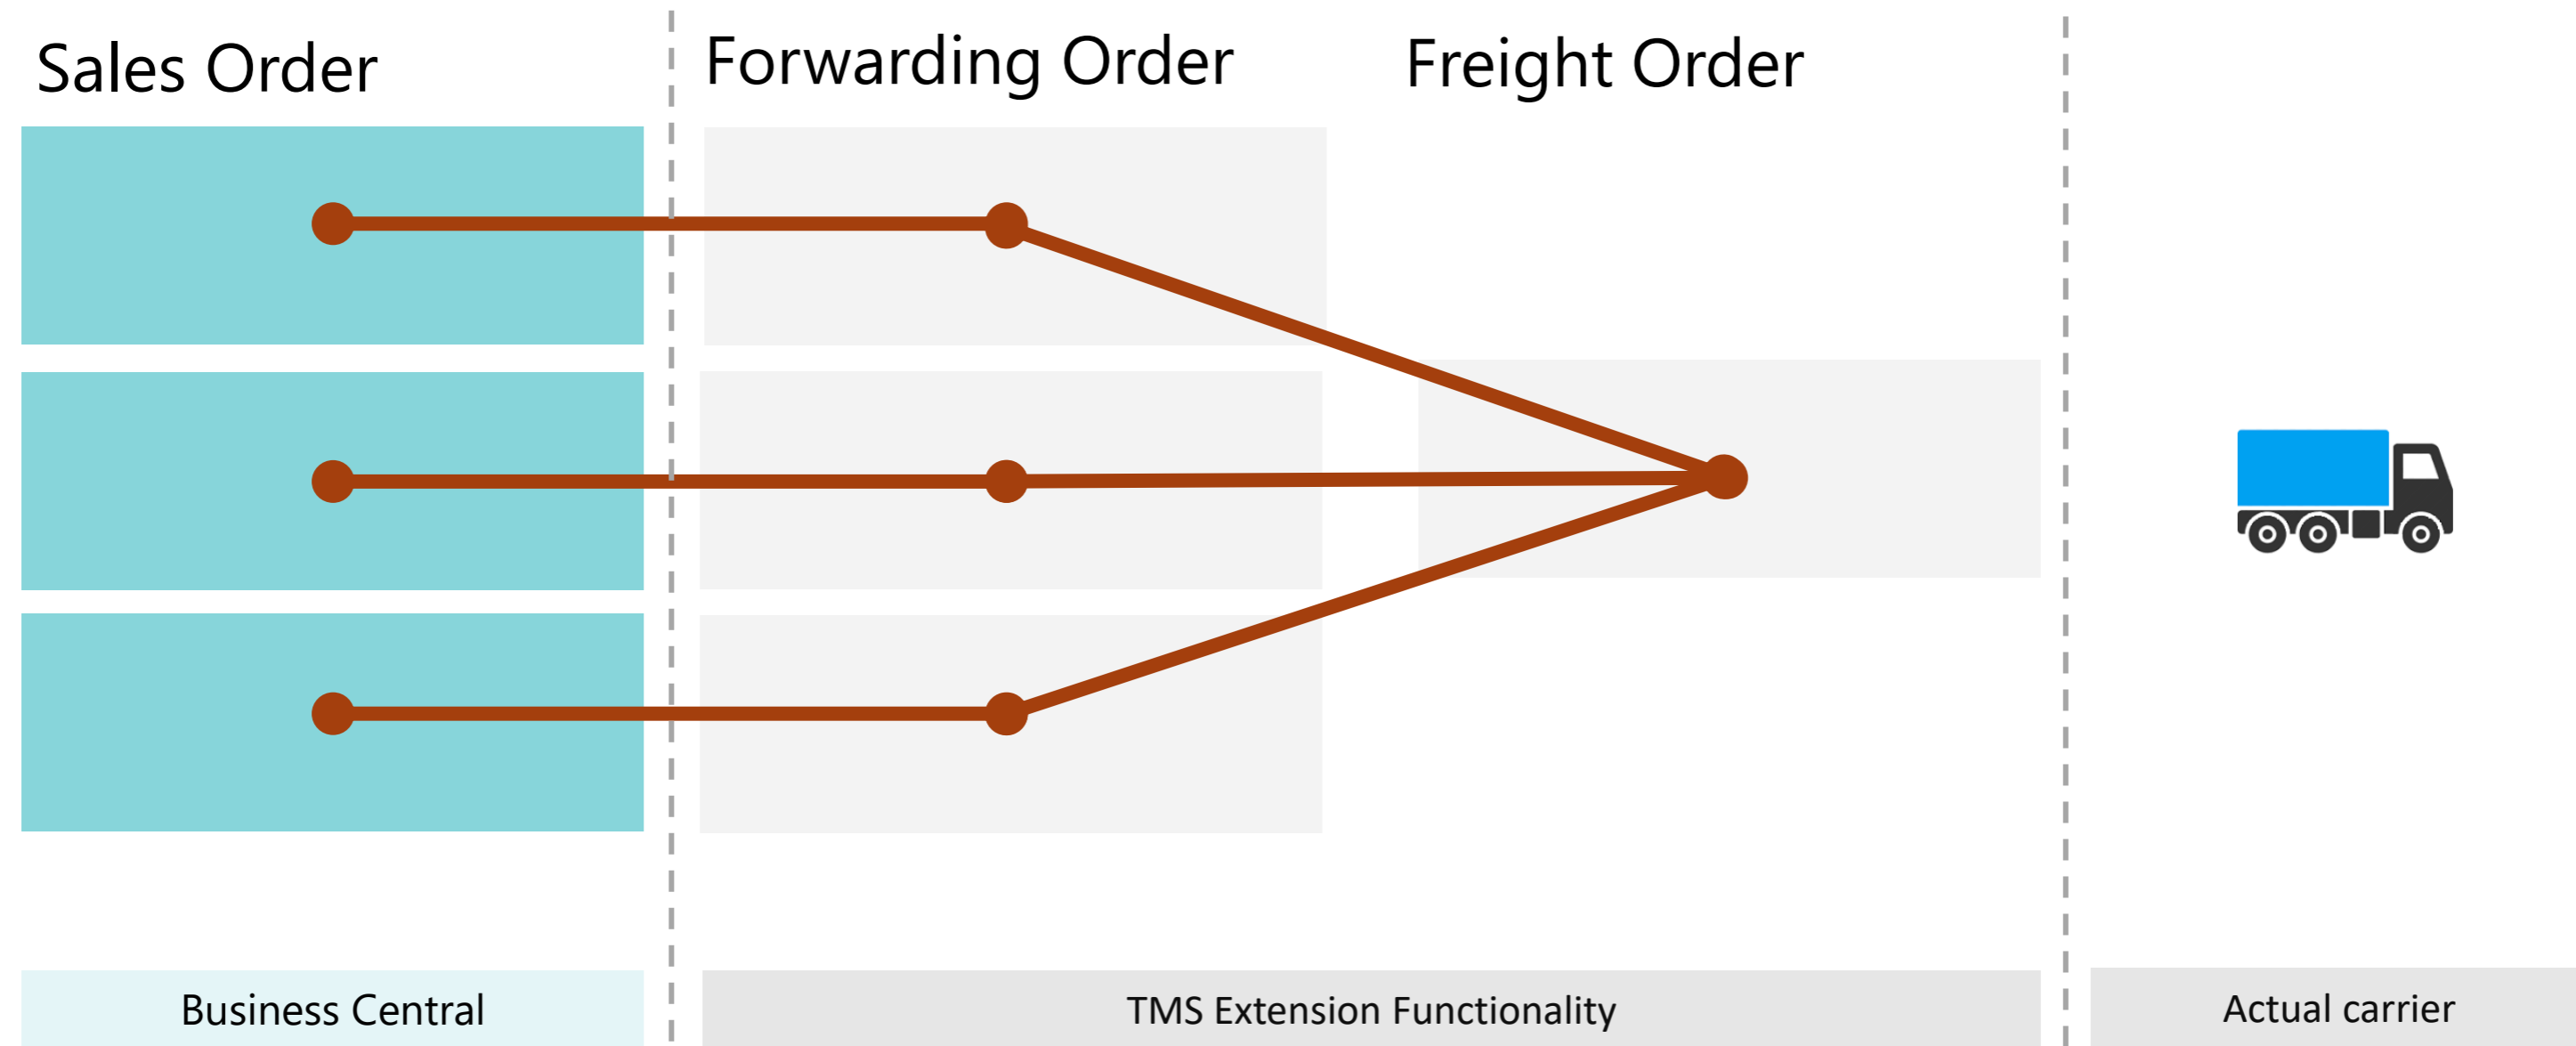 Sales Order
Forwarding Order
Freight Order
Business Central
TMS Extension Functionality
Actual carrier